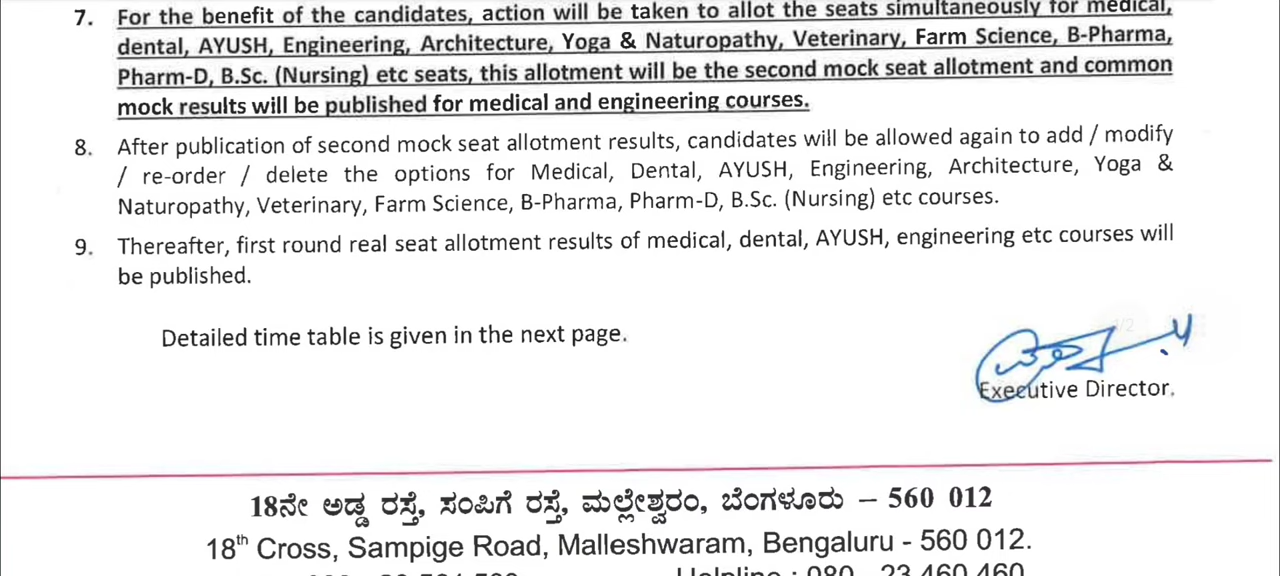 7. For the benefit of the candidates, action will be taken to allot the seats simultaneously for medical,
dental, AYUSH, Engineering, Architecture, Yoga & Naturopathy, Veterinary, Farm Science, B-Pharma,
Pharm-D, B.Sc. (Nursing) etc seats, this allotment will be the second mock seat allotment and common
mock results will be published for medical and engineering courses.
8. After publication of second mock seat allotment results, candidates will be allowed again to add / modify
/ re-order / delete the options for Medical, Dental, AYUSH, Engineering, Architecture, Yoga &
Naturopathy, Veterinary, Farm Science, B-Pharma, Pharm-D, B.Sc. (Nursing) etc courses.
9. Thereafter, first round real seat allotment results of medical, dental, AYUSH, engineering etc courses will
be published.
Detailed time table is given in the next page.
1/2
Executive Director.
18ನೇ ಅಡ್ಡ ರಸ್ತೆ, ಸಂಪಿಗೆ ರಸ್ತೆ, ಮಲ್ಲೇಶ್ವರಂ, ಬೆಂಗಳೂರು – 560 012
18th Cross, Sampige Road, Malleshwaram, Bengaluru - 560 012.
Helpline : 080 - 23 460 460